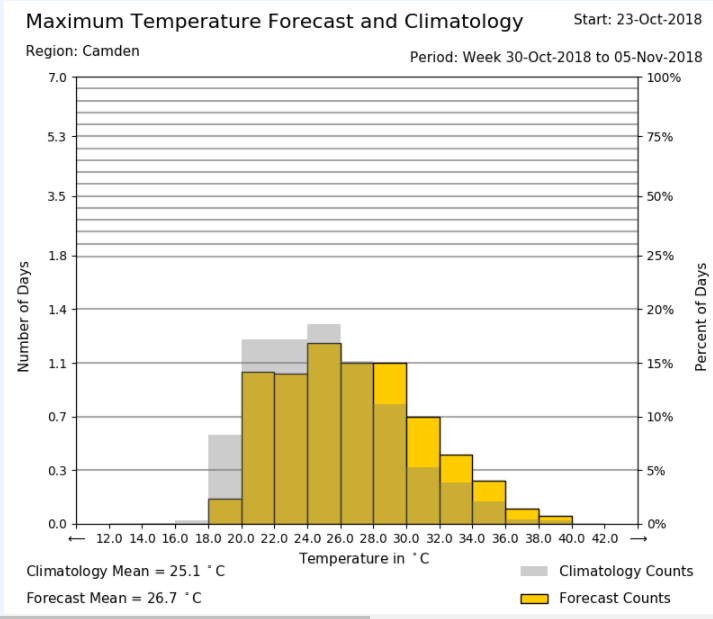 Maximum Temperature Forecast and Climatology
Start: 23-Oct-2018
Region: Camden
Period: Week 30-Oct-2018 to 05-Nov-2018
7.0
100%
5.3
75%
3.5
50%
1.8
25%
1.4
20%
1.1
15%
0.7
10%
0.3
5%
0.0
0%
Number of Days
Percent of Days
← 12.0 14.0 16.0 18.0 20.0 22.0 24.0 26.0 28.0 30.0 32.0 34.0 36.0 38.0 40.0 42.0 →
Temperature in °C
Climatology Mean = 25.1 °C
Climatology Counts
Forecast Mean = 26.7 °C
Forecast Counts